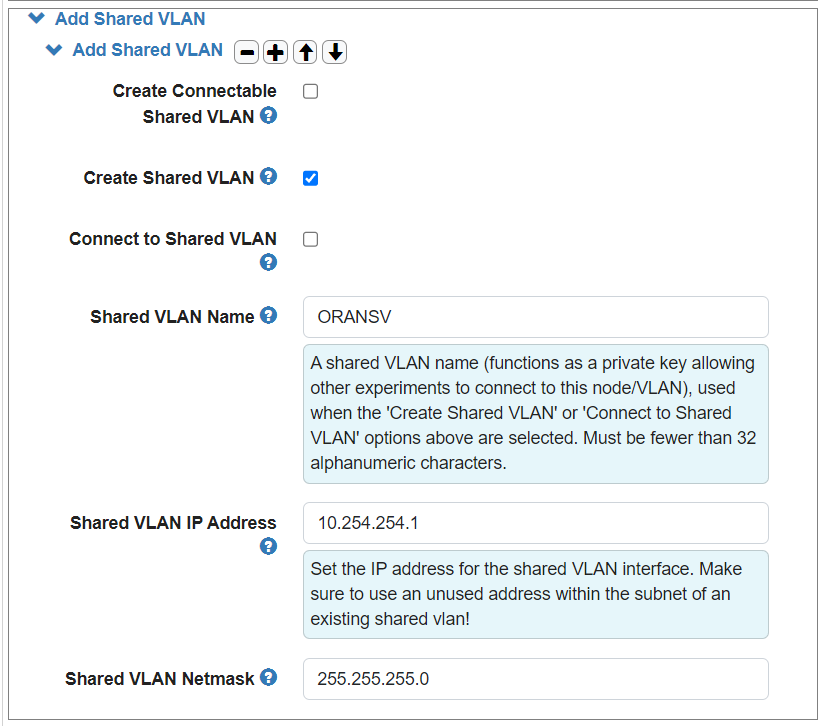 Add Shared VLAN
Add Shared VLAN
Create Connectable
Shared VLAN ?
Create Shared VLAN ?
Connect to Shared VLAN
?
Shared VLAN Name ? ORANSV
A shared VLAN name (functions as a private key allowing
other experiments to connect to this node/VLAN), used
when the 'Create Shared VLAN' or 'Connect to Shared
VLAN' options above are selected. Must be fewer than 32
alphanumeric characters.
Shared VLAN IP Address 10.254.254.1
?
Set the IP address for the shared VLAN interface. Make
sure to use an unused address within the subnet of an
existing shared vlan!
Shared VLAN Netmask ? 255.255.255.0